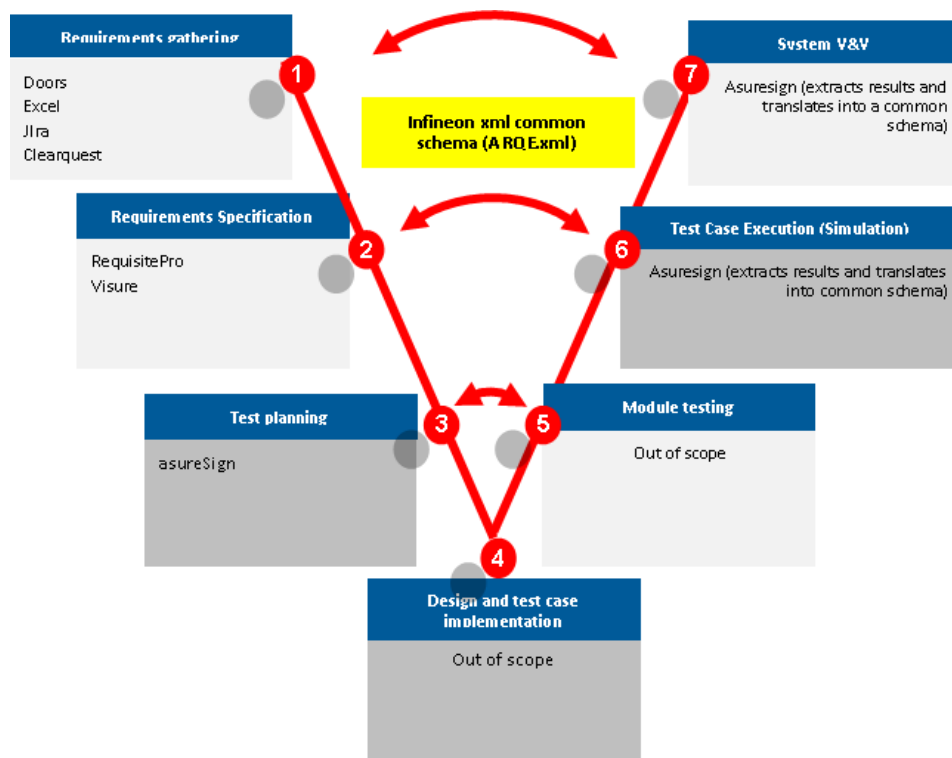 Requirements gathering
1
Doors
Excel
JIra
Clearquest
Infineon xml common
schema (ARQE.xml)
7
System V&V
Asuresign (extracts results and
translates into a common
schema)
Requirements Specification
2
RequisitePro
Visure
6
Test Case Execution (Simulation)
Asuresign (extracts results and translates
into common schema)
Test planning
3
asureSign
5
Module testing
Out of scope
4
Design and test case
implementation
Out of scope